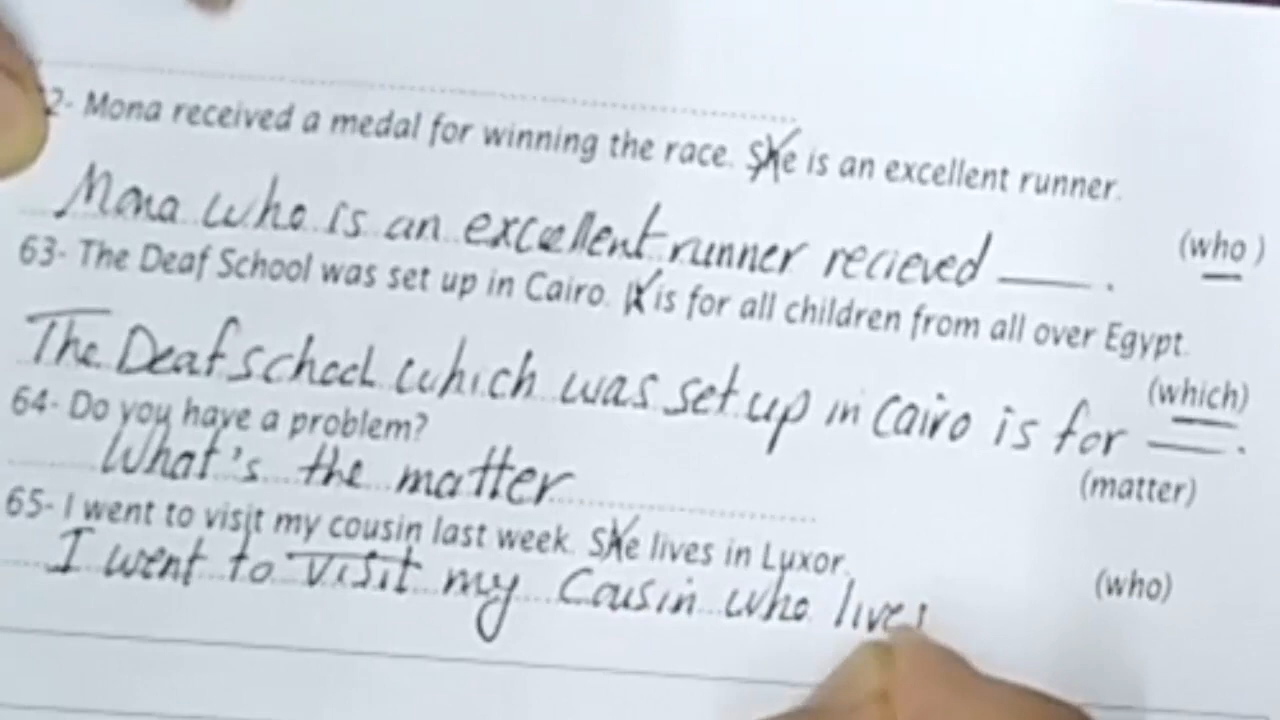 2- Mona received a medal for winning the race. She is an excellent runner.
Mona who is an excellent runner recieved ____ .
(who )
63- The Deaf School was set up in Cairo. It is for all children from all over Egypt.
The Deaf school which was set up in Cairo is for ____ .
(which)
64- Do you have a problem?
What's the matter
(matter)
65- I went to visit my cousin last week. She lives in Luxor.
I went to visit my Cousin who lives
(who)